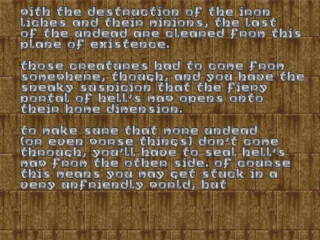 with the destruction of the iron
liches and their minions, the last
of the undead are cleared from this
plane of existence.
those creatures had to come from
somewhere, though, and you have the
sneaky suspicion that the fiery
portal of hell's maw opens onto
their home dimension.
to make sure that more undead
(or even worse things) don't come
through, you'll have to seal hell's
maw from the other side. of course
this means you may get stuck in a
very unfriendly world, but